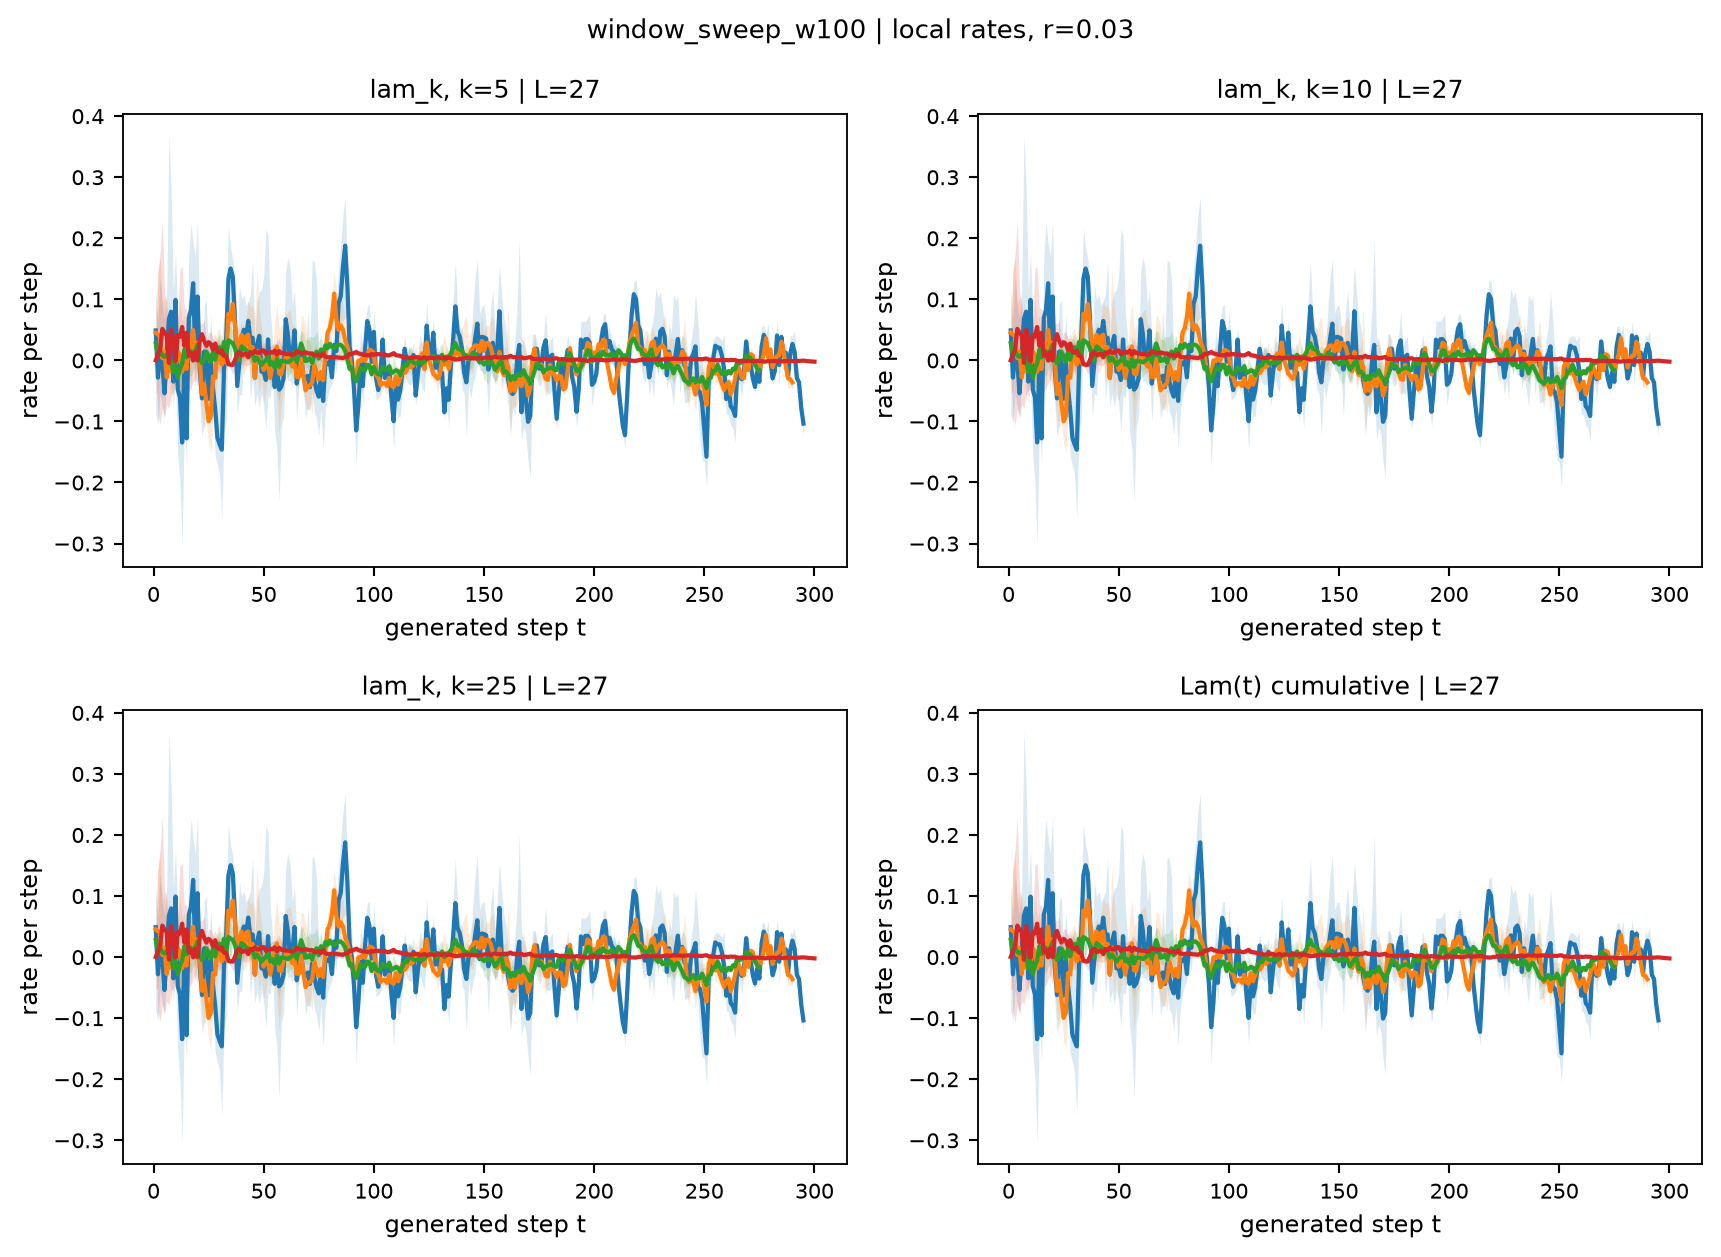 window_sweep_w100 | local rates, r=0.03
lam_k, k=5 | L=27
0.4
0.3
0.2
0.1
0.0
−0.1
−0.2
−0.3
rate per step
0 50 100 150 200 250 300
generated step t
lam_k, k=10 | L=27
0.4
0.3
0.2
0.1
0.0
−0.1
−0.2
−0.3
rate per step
0 50 100 150 200 250 300
generated step t
lam_k, k=25 | L=27
0.4
0.3
0.2
0.1
0.0
−0.1
−0.2
−0.3
rate per step
0 50 100 150 200 250 300
generated step t
Lam(t) cumulative | L=27
0.4
0.3
0.2
0.1
0.0
−0.1
−0.2
−0.3
rate per step
0 50 100 150 200 250 300
generated step t